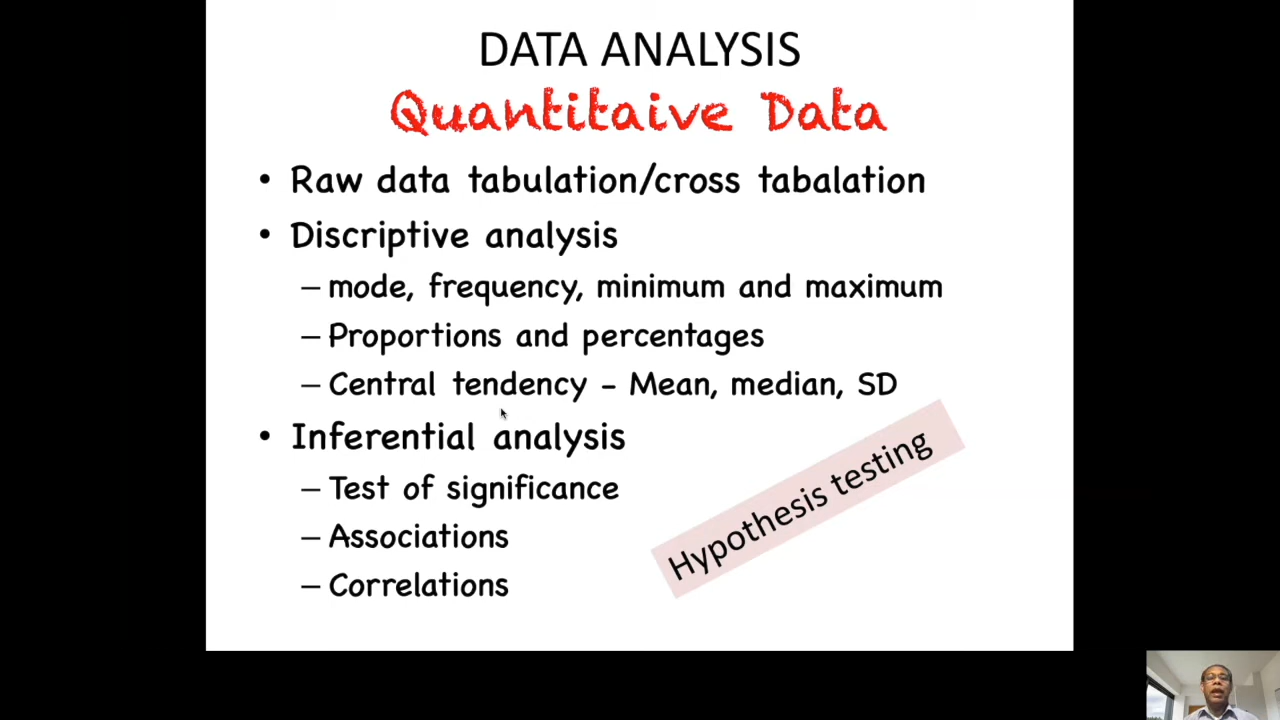 DATA ANALYSIS
Quantitaive Data
• Raw data tabulation/cross tabalation
• Discriptive analysis
– mode, frequency, minimum and maximum
– Proportions and percentages
– Central tendency – Mean, median, SD
• Inferential analysis
– Test of significance
– Associations
– Correlations
Hypothesis testing